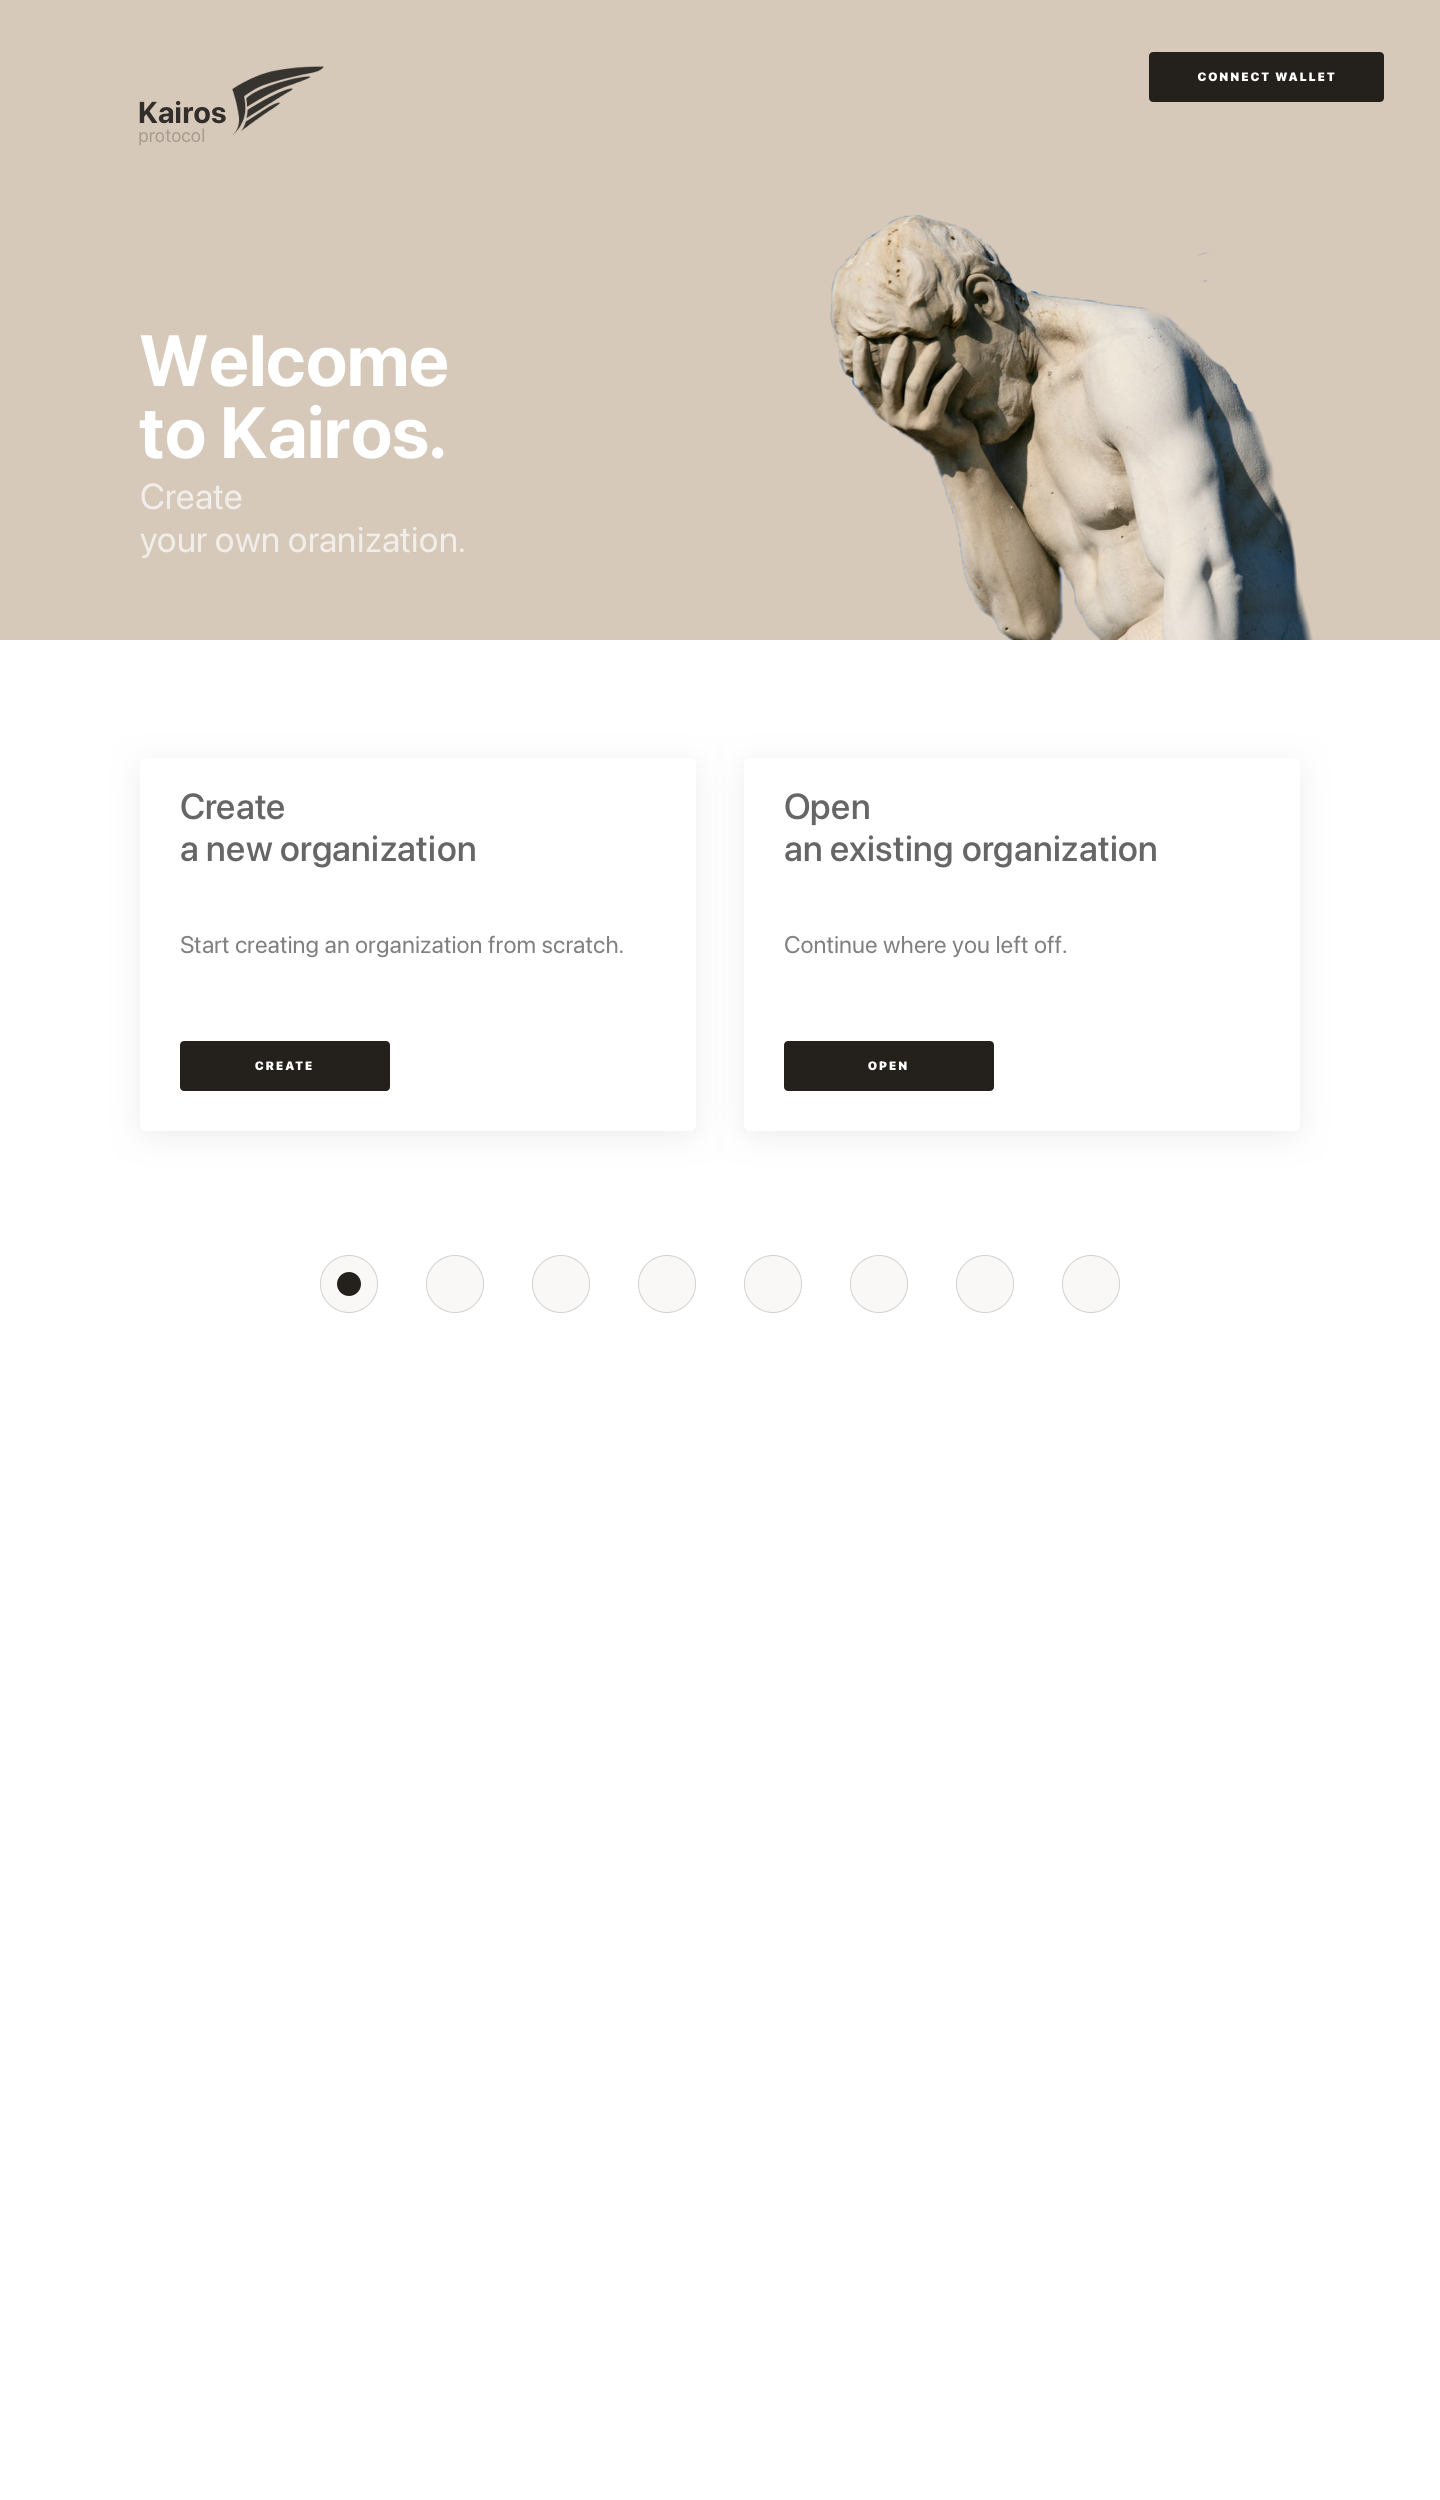 Kairos
protocol
CONNECT WALLET
Welcome
to Kairos.
Create
your own oranization.
Create
a new organization
Start creating an organization from scratch.
CREATE
Open
an existing organization
Continue where you left off.
OPEN